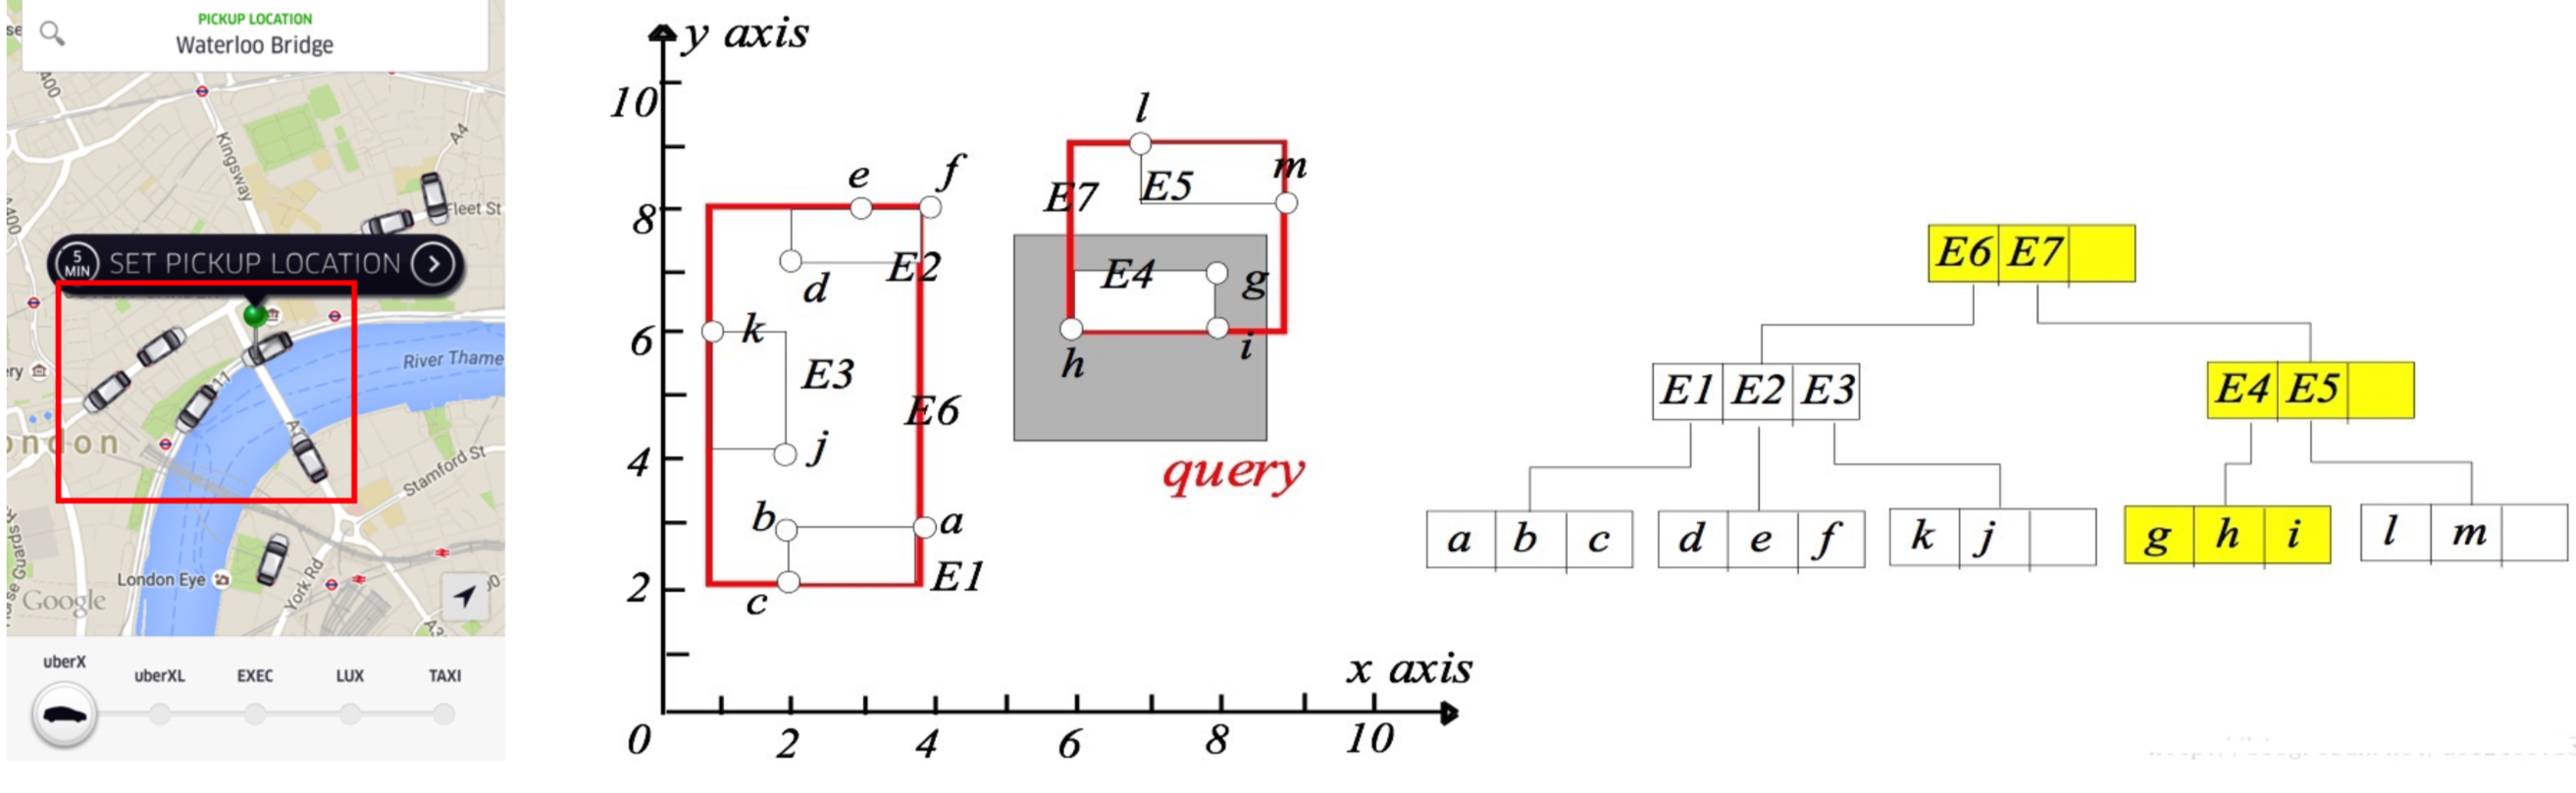 PICKUP LOCATION
Waterloo Bridge
Kingsway
A4
Fleet St
5 MIN SET PICKUP LOCATION
River Thame
ondon
Stamford St
London Eye
York Rd
Google
uberX
uberXL
EXEC
LUX
TAXI
y axis
10
8
6
4
2
0
2
4
6
8
10
x axis
e
f
d
E2
k
E3
j
E6
b
a
c
E1
l
m
E7
E5
E4
g
h
i
query
E6 E7
E1 E2 E3
E4 E5
a b c
d e f
k j
g h i
l m